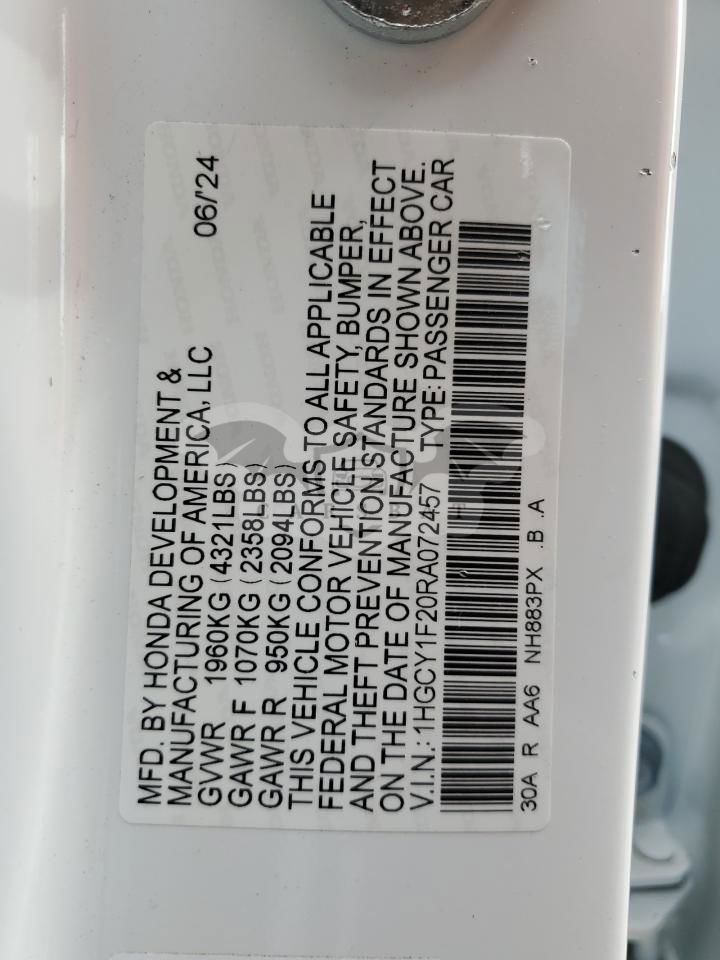 MFD. BY HONDA DEVELOPMENT &
MANUFACTURING OF AMERICA, LLC 06/'24
GVWR 1960KG (4321LBS)
GAWR F 1070KG (2358LBS)
GAWR R 950KG (2094LBS)
THIS VEHICLE CONFORMS TO ALL APPLICABLE
FEDERAL MOTOR VEHICLE SAFETY, BUMPER,
AND THEFT PREVENTION STANDARDS IN EFFECT
ON THE DATE OF MANUFACTURE SHOWN ABOVE.
V.I.N.: 1HGCY1F20RA072457 TYPE: PASSENGER CAR
30A R AA6 NH883PX .B .A